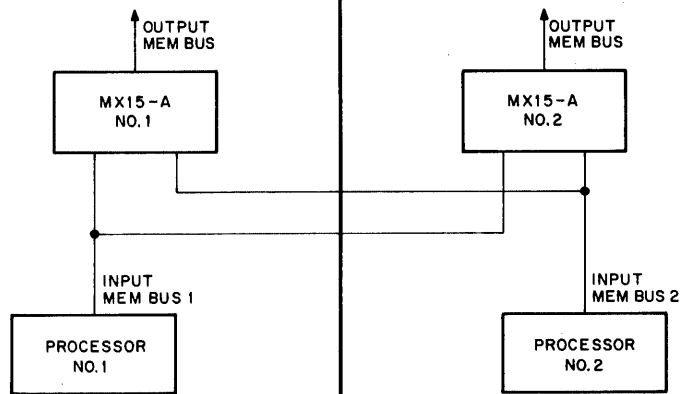 OUTPUT
MEM BUS
MX15-A
NO.1
INPUT
MEM BUS 1
PROCESSOR
NO.1
OUTPUT
MEM BUS
MX15-A
NO.2
INPUT
MEM BUS 2
PROCESSOR
NO.2